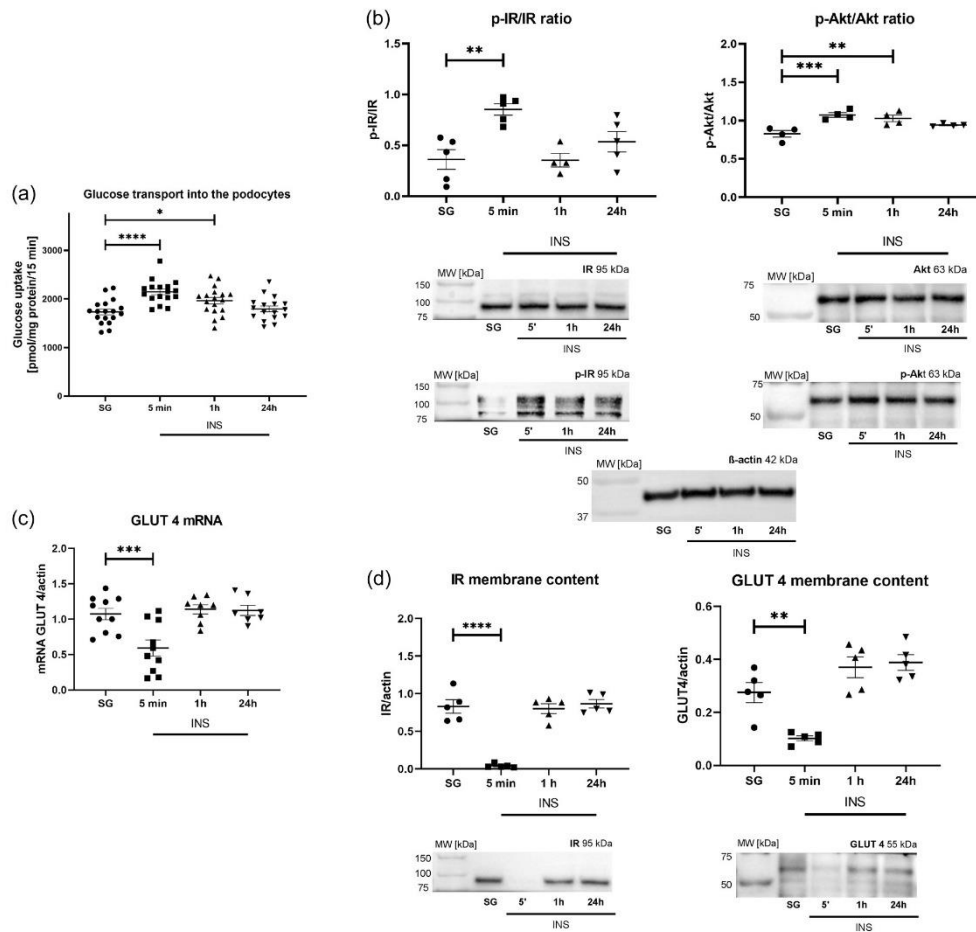 (a)
Glucose transport into the podocytes
*
****
Glucose uptake
[pmol/mg protein/15 min]
3000
2000
1000
0
SG 5 min 1h 24h
INS
(b)
p-IR/IR ratio
**
p-IR/IR
1.5
1.0
0.5
0.0
SG 5 min 1h 24h
INS
MW [kDa] IR 95 kDa
150
100
75
SG 5' 1h 24h
INS
MW [kDa] p-IR 95 kDa
150
100
75
SG 5' 1h 24h
INS
p-Akt/Akt ratio
**
***
p-Akt/Akt
2.0
1.5
1.0
0.5
0.0
SG 5 min 1h 24h
INS
MW [kDa] Akt 63 kDa
75
50
SG 5' 1h 24h
INS
MW [kDa] p-Akt 63 kDa
75
50
SG 5' 1h 24h
INS
MW [kDa] ß-actin 42 kDa
50
37
SG 5' 1h 24h
INS
(c)
GLUT 4 mRNA
***
mRNA GLUT 4/actin
2.0
1.5
1.0
0.5
0.0
SG 5 min 1h 24h
INS
(d)
IR membrane content
****
IR/actin
2.0
1.5
1.0
0.5
0.0
SG 5 min 1 h 24h
INS
MW [kDa] IR 95 kDa
150
100
75
SG 5' 1h 24h
INS
GLUT 4 membrane content
**
GLUT4/actin
0.6
0.4
0.2
0.0
SG 5 min 1 h 24h
INS
MW [kDa] GLUT 4 55 kDa
75
50
SG 5' 1h 24h
INS